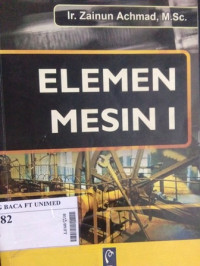 Ir. Zainun Achmad, M.Sc.
ELEMEN
MESIN I
G BACA FT UNIMED
82